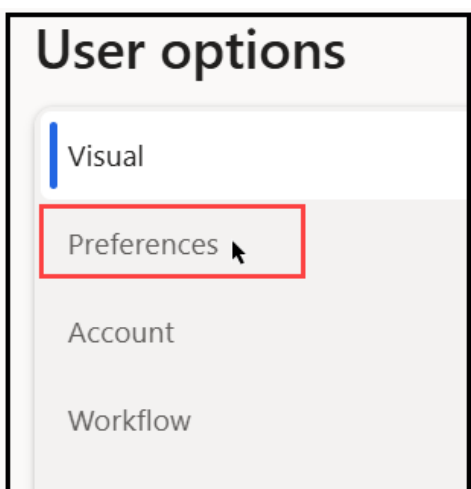 User options
Visual
Preferences
Account
Workflow